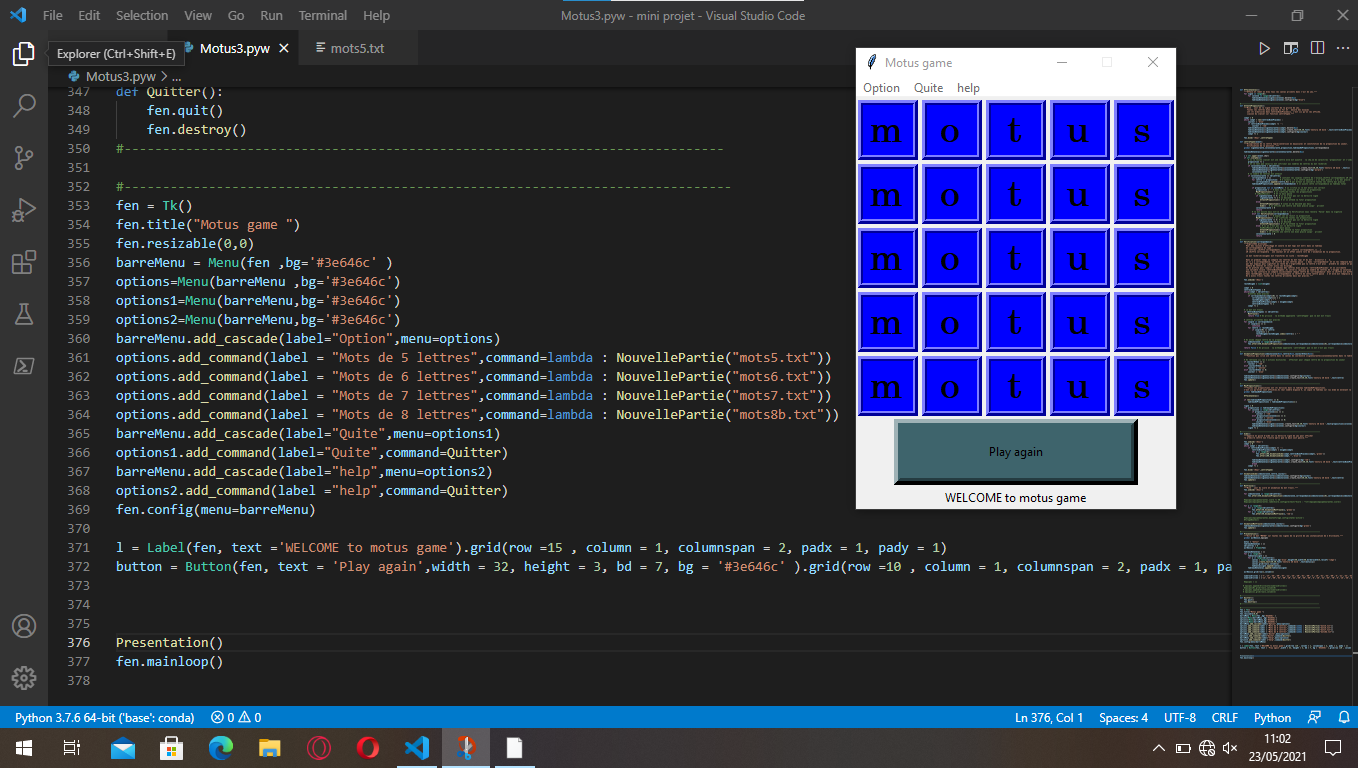 File Edit Selection View Go Run Terminal Help
Motus3.pyw - mini projet - Visual Studio Code
Explorer (Ctrl+Shift+E)
Motus3.pyw
mots5.txt
Motus3.pyw > ...
347 def Quitter():
348 fen.quit()
349 fen.destroy()
350 #-------------------------------------------------------------------------------
351
352 #--------------------------------------------------------------------------------
353 fen = Tk()
354 fen.title("Motus game ")
355 fen.resizable(0,0)
356 barreMenu = Menu(fen ,bg='#3e646c' )
357 options=Menu(barreMenu ,bg='#3e646c')
358 options1=Menu(barreMenu,bg='#3e646c')
359 options2=Menu(barreMenu,bg='#3e646c')
360 barreMenu.add_cascade(label="Option",menu=options)
361 options.add_command(label = "Mots de 5 lettres",command=lambda : NouvellePartie("mots5.txt"))
362 options.add_command(label = "Mots de 6 lettres",command=lambda : NouvellePartie("mots6.txt"))
363 options.add_command(label = "Mots de 7 lettres",command=lambda : NouvellePartie("mots7.txt"))
364 options.add_command(label = "Mots de 8 lettres",command=lambda : NouvellePartie("mots8b.txt"))
365 barreMenu.add_cascade(label="Quite",menu=options1)
366 options1.add_command(label="Quite",command=Quitter)
367 barreMenu.add_cascade(label="help",menu=options2)
368 options2.add_command(label ="help",command=Quitter)
369 fen.config(menu=barreMenu)
370
371 l = Label(fen, text ='WELCOME to motus game').grid(row =15 , column = 1, columnspan = 2, padx = 1, pady = 1)
372 button = Button(fen, text = 'Play again',width = 32, height = 3, bd = 7, bg = '#3e646c' ).grid(row =10 , column = 1, columnspan = 2, padx = 1, pa
373
374
375
376 Presentation()
377 fen.mainloop()
378
Motus game
Option Quite help
m o t u s
m o t u s
m o t u s
m o t u s
m o t u s
Play again
WELCOME to motus game
Python 3.7.6 64-bit ('base': conda) 0 0 Ln 376, Col 1 Spaces: 4 UTF-8 CRLF Python
11:02
23/05/2021